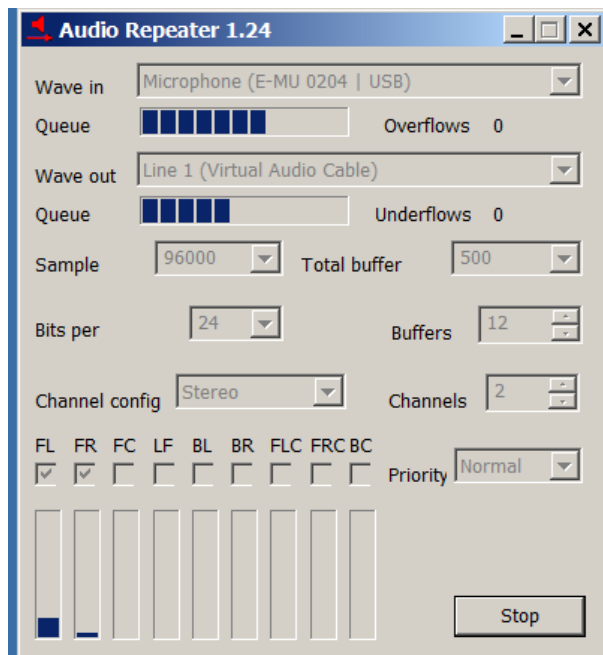 Audio Repeater 1.24
Wave in Microphone (E-MU 0204 | USB)
Queue Overflows 0
Wave out Line 1 (Virtual Audio Cable)
Queue Underflows 0
Sample 96000 Total buffer 500
Bits per 24 Buffers 12
Channel config Stereo Channels 2
FL FR FC LF BL BR FLC FRC BC
Priority Normal
Stop